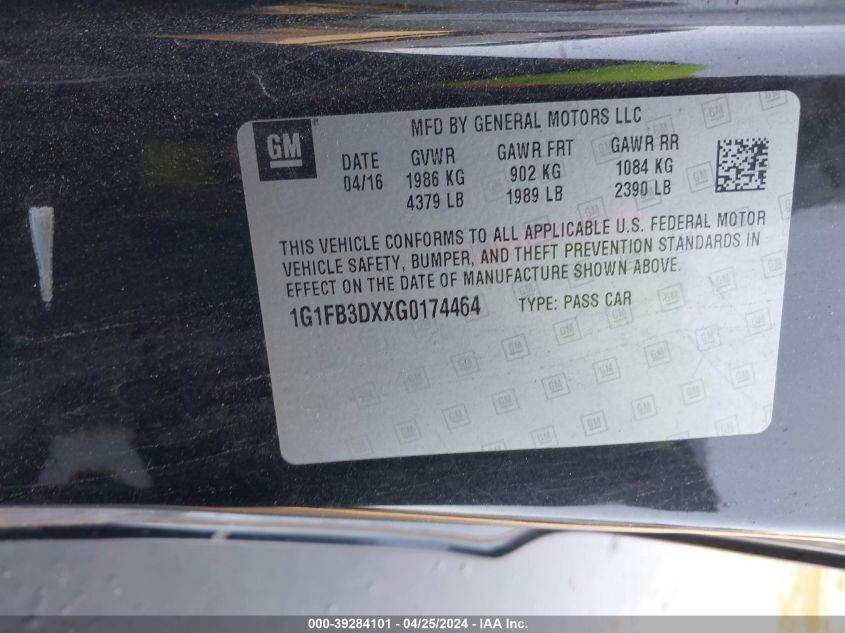 GM
MFD BY GENERAL MOTORS LLC
DATE GVWR GAWR FRT GAWR RR
04/16 1986 KG 902 KG 1084 KG
4379 LB 1989 LB 2390 LB
THIS VEHICLE CONFORMS TO ALL APPLICABLE U.S. FEDERAL MOTOR
VEHICLE SAFETY, BUMPER, AND THEFT PREVENTION STANDARDS IN
EFFECT ON THE DATE OF MANUFACTURE SHOWN ABOVE.
1G1FB3DXXG0174464 TYPE: PASS CAR
000-39284101 - 04/25/2024 - IAA Inc.